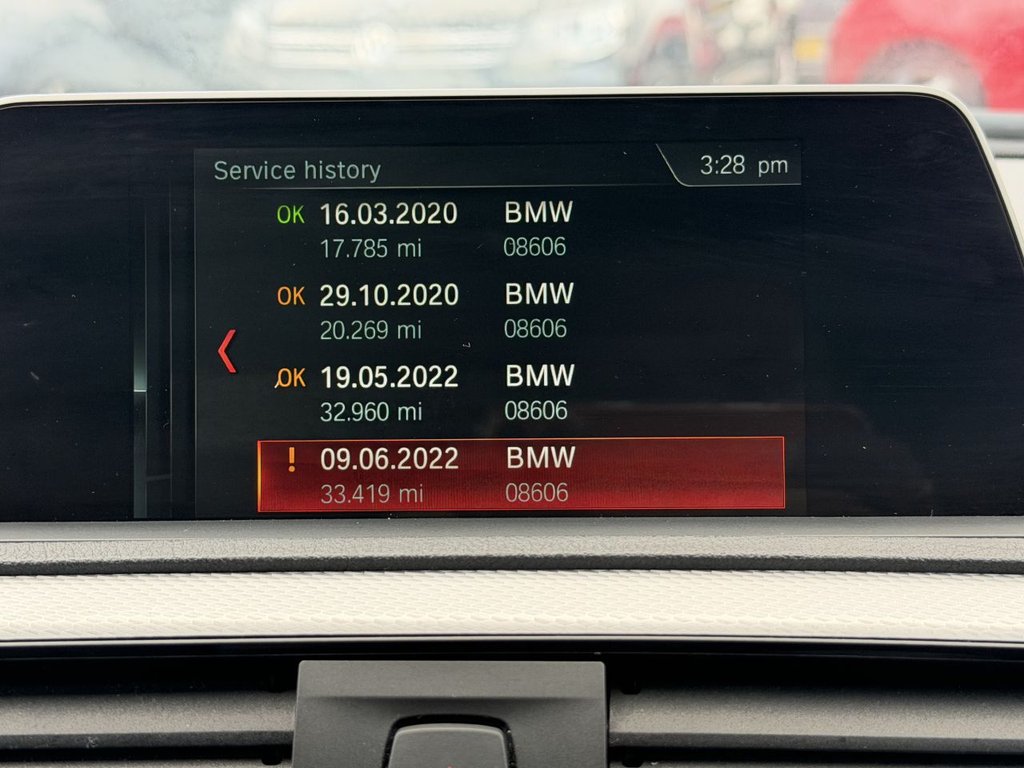 Service history 3:28 pm
OK 16.03.2020 BMW
17.785 mi 08606
OK 29.10.2020 BMW
20.269 mi 08606
OK 19.05.2022 BMW
32.960 mi 08606
! 09.06.2022 BMW
33.419 mi 08606